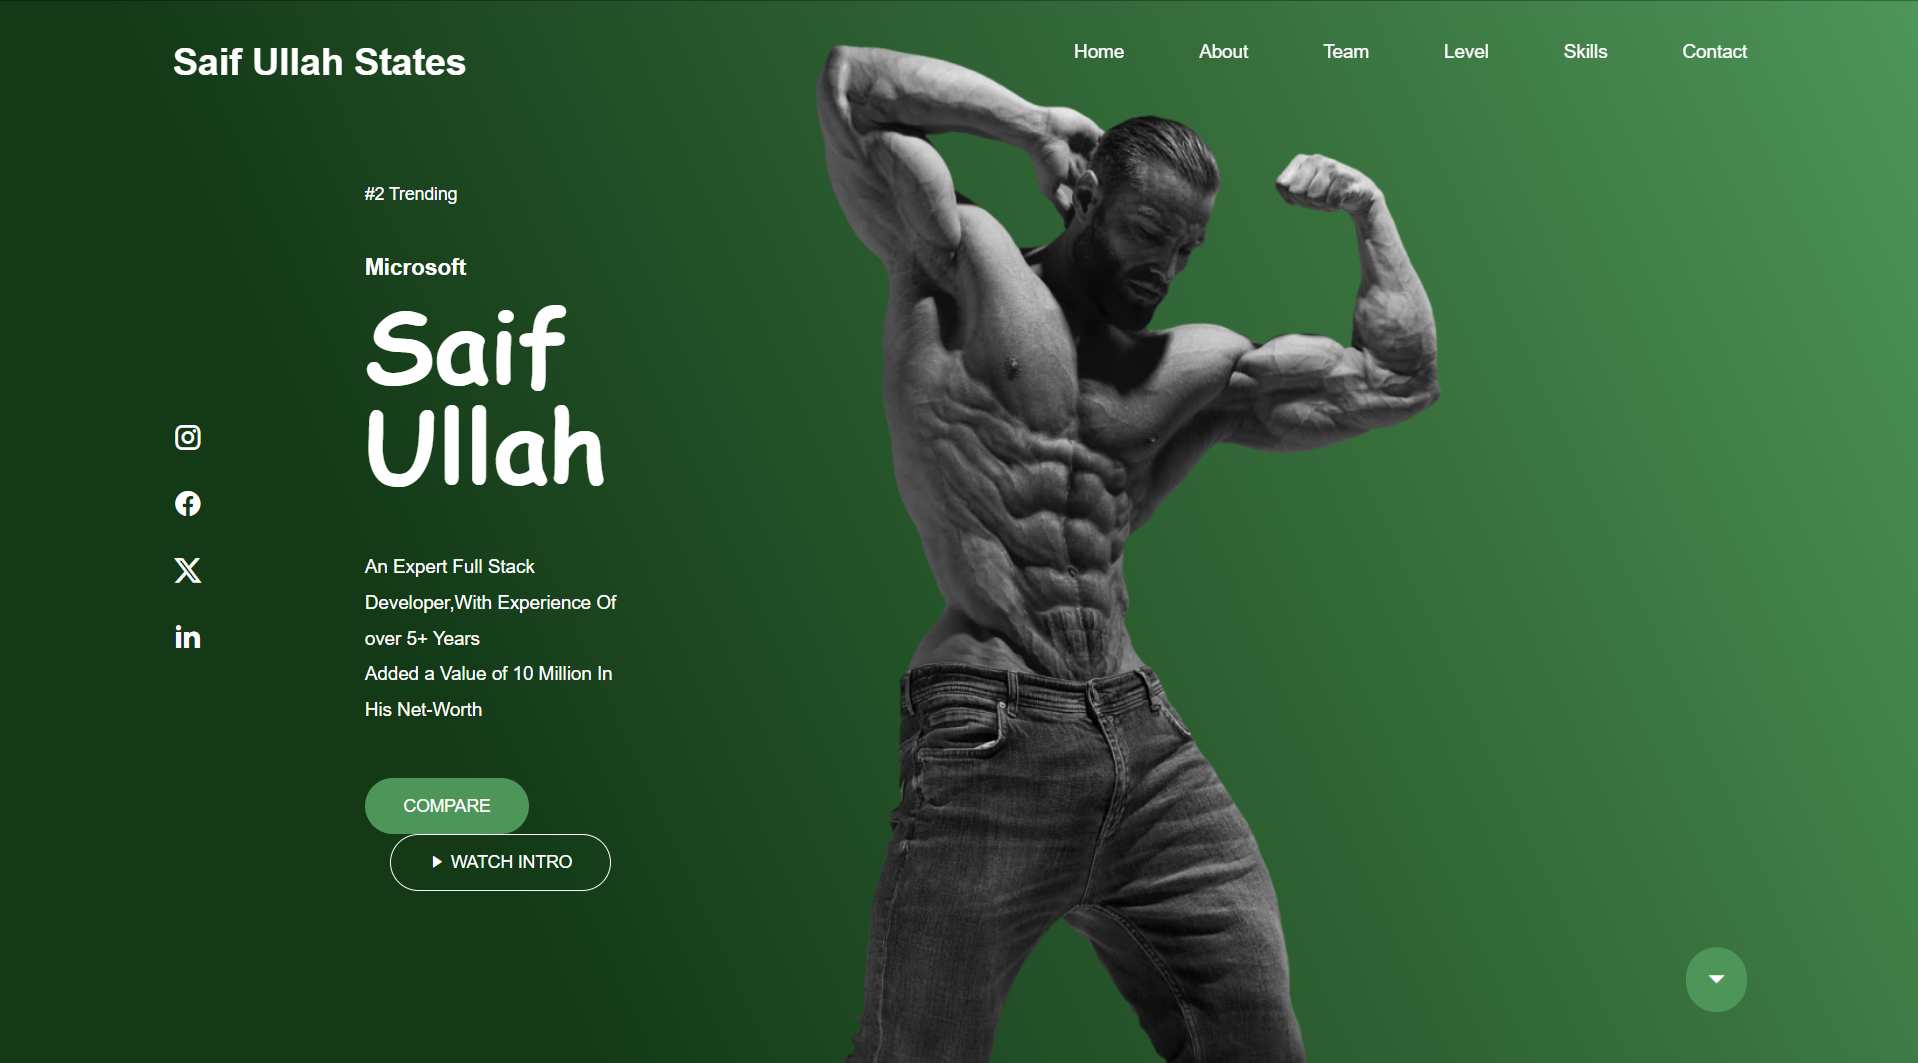 Saif Ullah States
Home About Team Level Skills Contact
#2 Trending
Microsoft
Saif
Ullah
An Expert Full Stack
Developer,With Experience Of
over 5+ Years
Added a Value of 10 Million In
His Net-Worth
COMPARE
WATCH INTRO